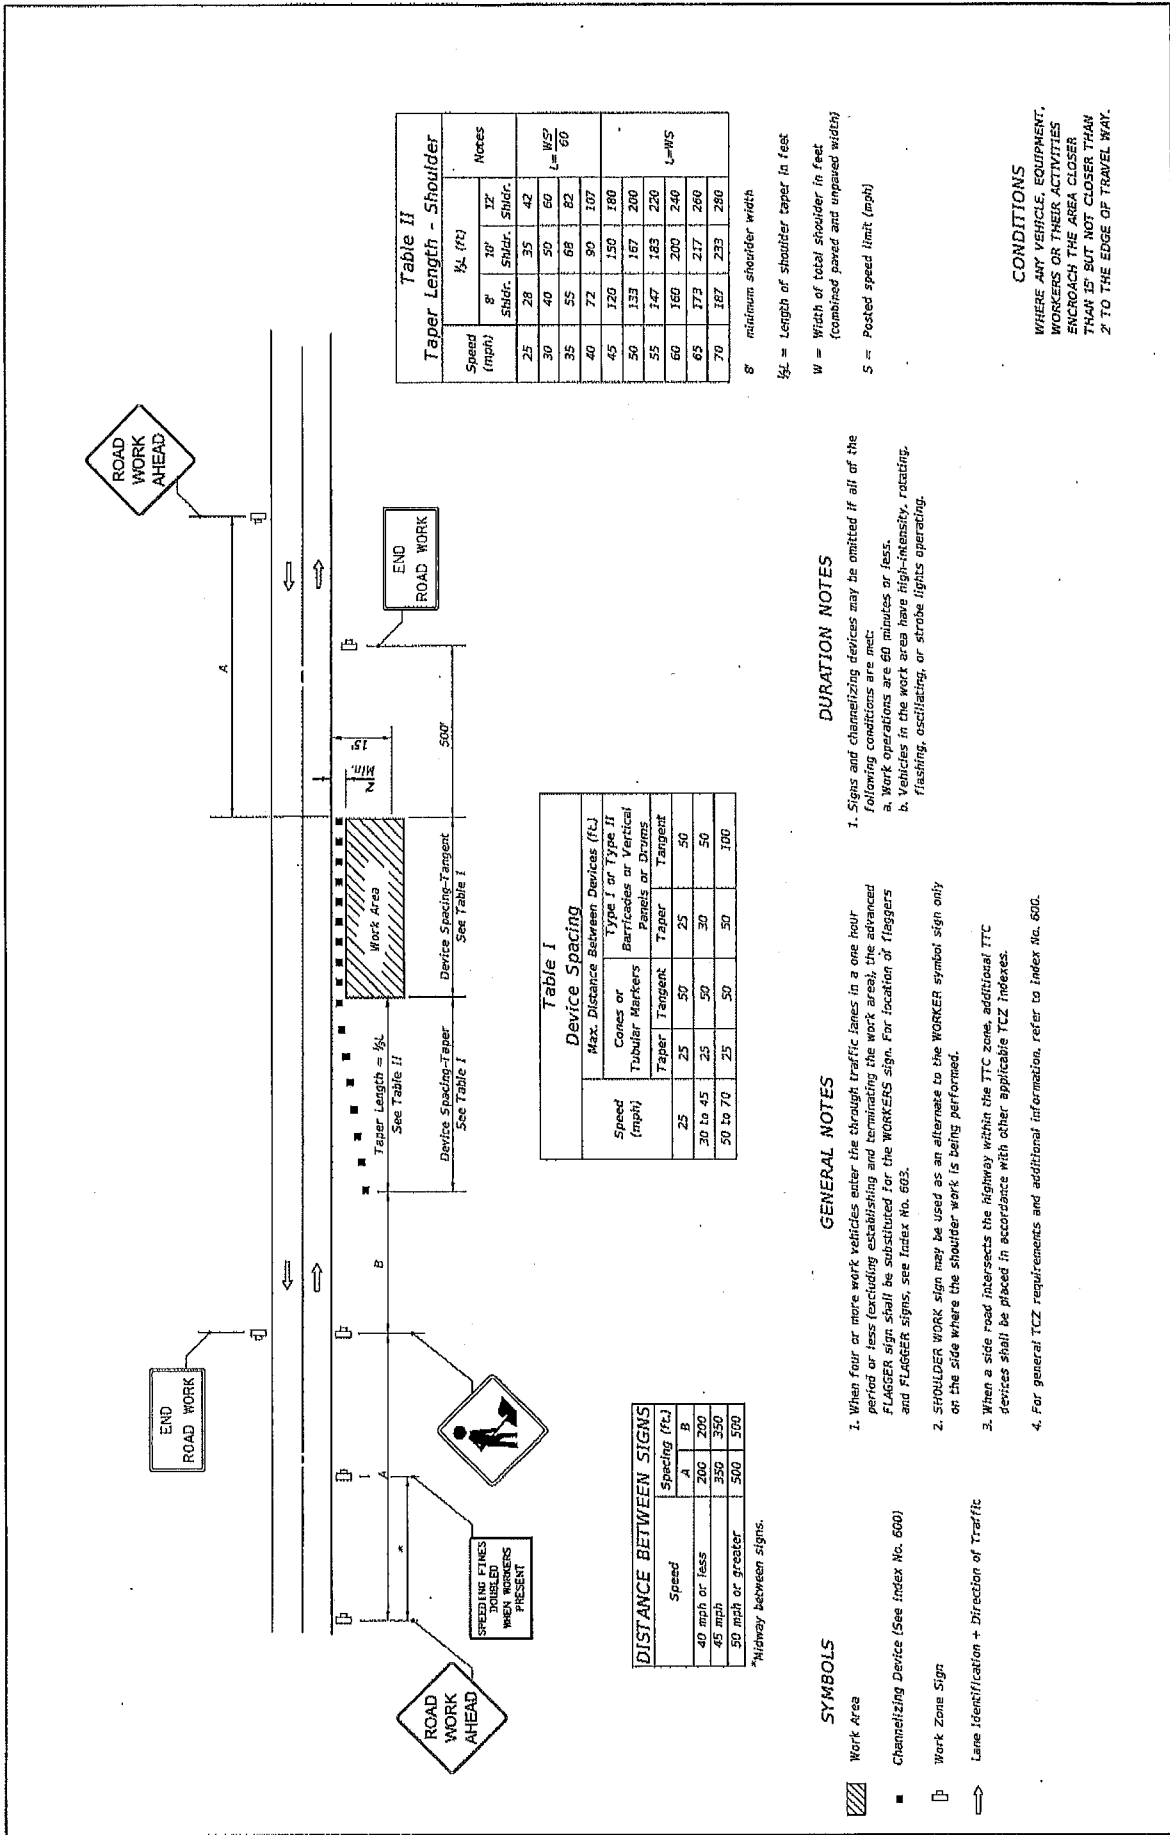 ROAD
WORK
AHEAD
SPEEDING FINES
DOUBLED
WHEN WORKERS
PRESENT
END
ROAD WORK
ROAD
WORK
AHEAD
END
ROAD WORK
*
A
B
A
500'
15'
2'
Min.
Work Area
Taper Length = ⅓L
See Table II
Device Spacing-Taper
See Table I
Device Spacing-Tangent
See Table I
DISTANCE BETWEEN SIGNS
Speed
Spacing (ft.)
A B
40 mph or less 200 200
45 mph 350 350
50 mph or greater 500 500
*Midway between signs.
Table I
Device Spacing
Speed
(mph)
Max. Distance Between Devices (ft.)
Cones or
Tubular Markers
Type I or Type II
Barricades or Vertical
Panels or Drums
Taper Tangent Taper Tangent
25 25 50 25 50
30 to 45 25 50 30 50
50 to 70 25 50 50 100
Table II
Taper Length - Shoulder
Speed
(mph)
⅓L (ft)
Notes
8' Shldr. 10' Shldr. 12' Shldr.
25 28 35 42
30 40 50 60
35 55 68 82
40 72 90 107
L=WS²/60
45 120 150 180
50 133 167 200
55 147 183 220
60 160 200 240
65 173 217 260
70 187 233 280
L=WS
8' minimum shoulder width
⅓L = Length of shoulder taper in feet
W = Width of total shoulder in feet
(combined paved and unpaved width)
S = Posted speed limit (mph)
SYMBOLS
Work Area
Channelizing Device (See Index No. 600)
Work Zone Sign
Lane Identification + Direction of Traffic
GENERAL NOTES
1. When four or more work vehicles enter the through traffic lanes in a one hour
period or less (excluding establishing and terminating the work area), the advanced
FLAGGER sign shall be substituted for the WORKERS sign. For location of flaggers
and FLAGGER signs, see Index No. 603.
2. SHOULDER WORK sign may be used as an alternate to the WORKER symbol sign only
on the side where the shoulder work is being performed.
3. When a side road intersects the highway within the TTC zone, additional TTC
devices shall be placed in accordance with other applicable TCZ Indexes.
4. For general TCZ requirements and additional information, refer to Index No. 600.
DURATION NOTES
1. Signs and channelizing devices may be omitted if all of the
following conditions are met:
a. Work operations are 60 minutes or less.
b. Vehicles in the work area have high-intensity, rotating,
flashing, oscillating, or strobe lights operating.
CONDITIONS
WHERE ANY VEHICLE, EQUIPMENT,
WORKERS OR THEIR ACTIVITIES
ENCROACH THE AREA CLOSER
THAN 15' BUT NOT CLOSER THAN
2' TO THE EDGE OF TRAVEL WAY.